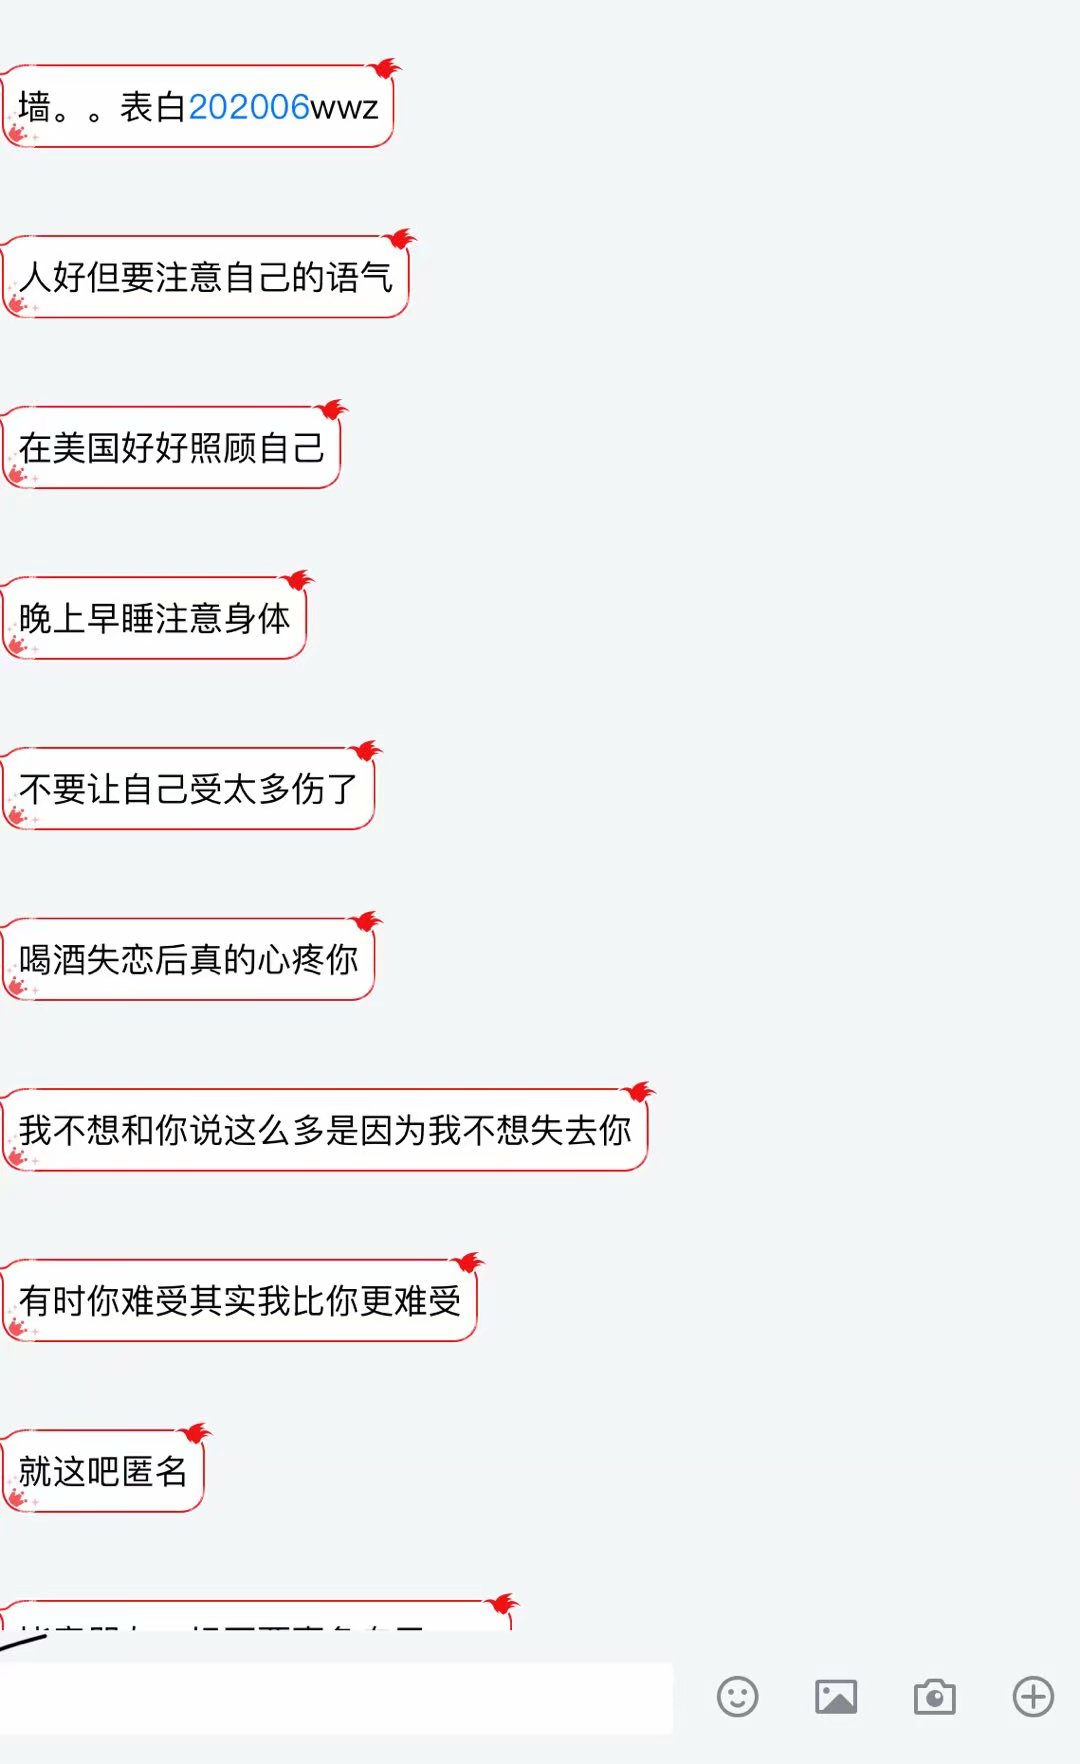 墙。。表白202006wwz
人好但要注意自己的语气
在美国好好照顾自己
晚上早睡注意身体
不要让自己受太多伤了
喝酒失恋后真的心疼你
我不想和你说这么多是因为我不想失去你
有时你难受其实我比你更难受
就这吧匿名